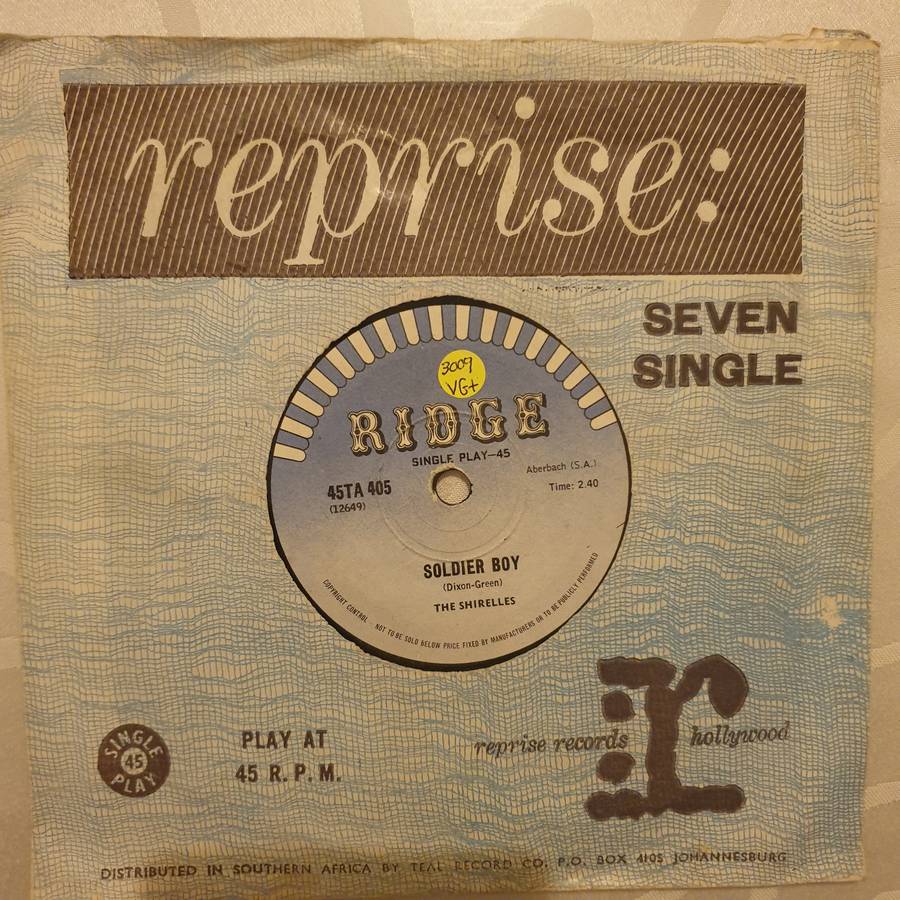 reprise:
SEVEN
SINGLE
3009
VG+
RIDGE
SINGLE PLAY-45
Aberbach (S.A.)
45TA 405
Time: 2.40
(12649)
SOLDIER BOY
(Dixon-Green)
THE SHIRELLES
COPYRIGHT CONTROL NOT TO BE SOLD BELOW PRICE FIXED BY MANUFACTURERS OR TO BE PUBLICLY PERFORMED
SINGLE
45
PLAY
PLAY AT
45 R.P.M.
reprise records r hollywood
DISTRIBUTED IN SOUTHERN AFRICA BY TEAL RECORD CO. P.O. BOX 4105 JOHANNESBURG